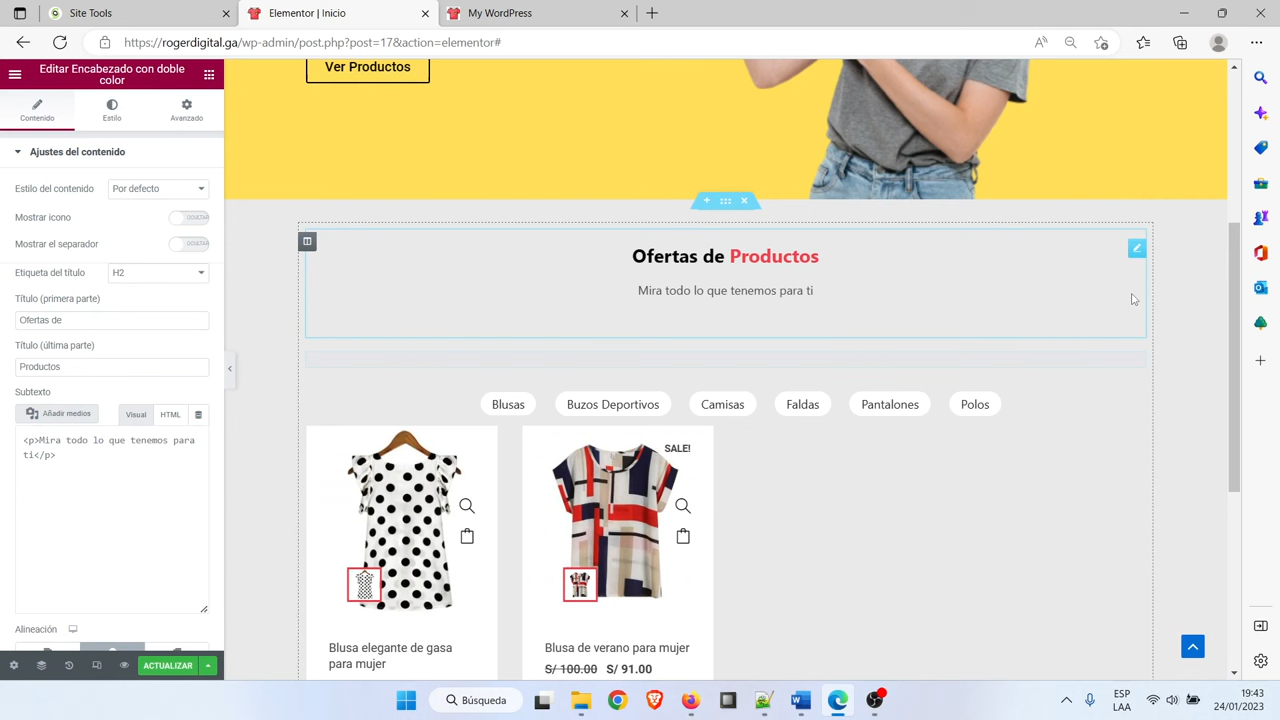 Site Tools
Elementor | Inicio
My WordPress
https://rogerdigital.ga/wp-admin/post.php?post=17&action=elementor#
Editar Encabezado con doble
color
Contenido
Estilo
Avanzado
Ajustes del contenido
Estilo del contenido
Por defecto
Mostrar icono
OCULTAR
Mostrar el separador
OCULTAR
Etiqueta del título
H2
Título (primera parte)
Ofertas de
Título (última parte)
Productos
Subtexto
Añadir medios
Visual
HTML
<p>Mira todo lo que tenemos para
ti</p>
Alineación
ACTUALIZAR
Ver Productos
Ofertas de Productos
Mira todo lo que tenemos para ti
Blusas
Buzos Deportivos
Camisas
Faldas
Pantalones
Polos
SALE!
Blusa elegante de gasa
para mujer
Blusa de verano para mujer
S/ 100.00 S/ 91.00
Búsqueda
ESP
LAA
19:43
24/01/2023